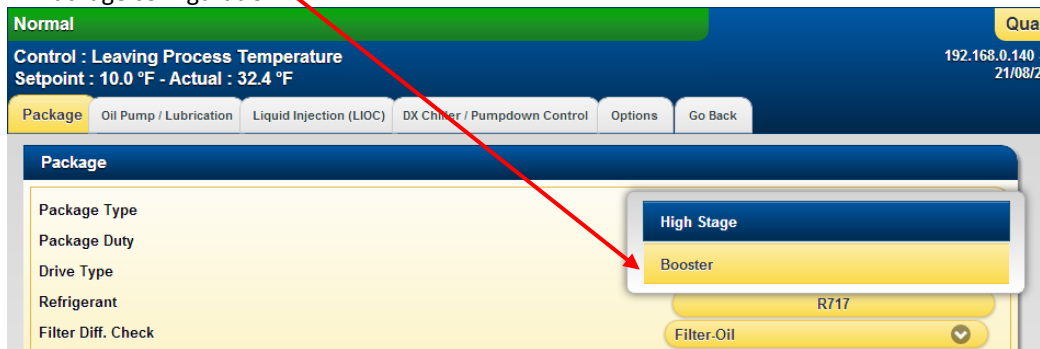 Normal
Qua
Control : Leaving Process Temperature
192.168.0.140
Setpoint : 10.0 °F - Actual : 32.4 °F
21/08/2
Package Oil Pump / Lubrication Liquid Injection (LIOC) DX Chiller / Pumpdown Control Options Go Back
Package
Package Type
High Stage
Package Duty
Booster
Drive Type
Refrigerant R717
Filter Diff. Check Filter-Oil